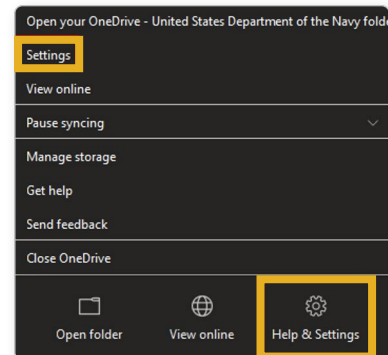 Open your OneDrive - United States Department of the Navy folde
Settings
View online
Pause syncing
Manage storage
Get help
Send feedback
Close OneDrive
Open folder View online Help & Settings